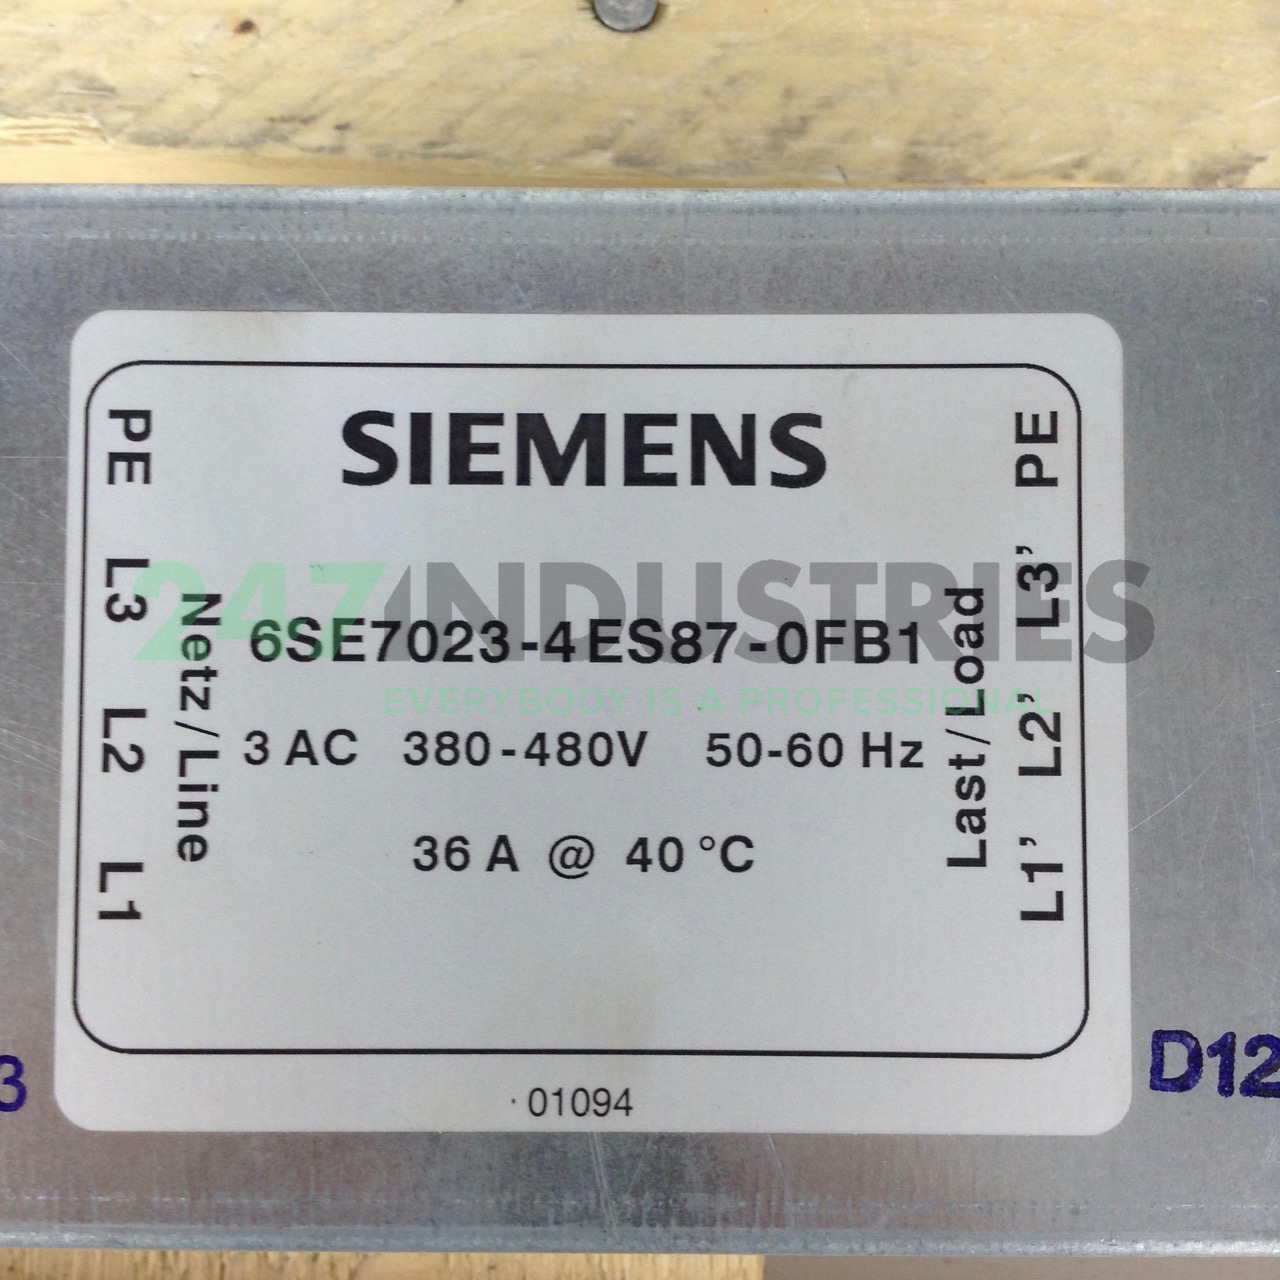 SIEMENS
PE L3 L2 L1
Netz/Line
6SE7023-4ES87-0FB1
3 AC 380-480V 50-60 Hz
36 A @ 40 °C
Last/Load
L1' L2' L3' PE
01094
3
D12
247INDUSTRIES
EVERYBODY IS A PROFESSIONAL